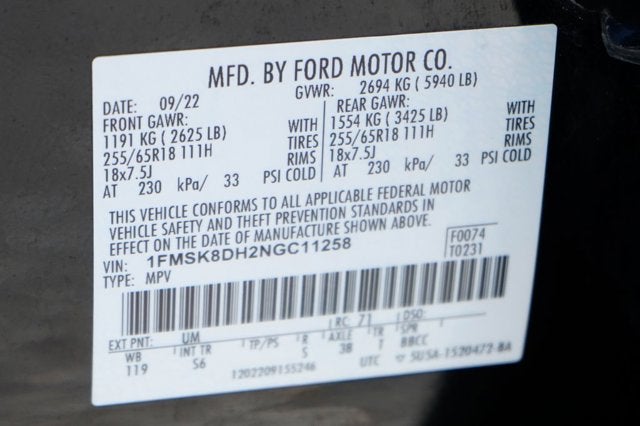 MFD. BY FORD MOTOR CO.
DATE: 09/22 GVWR: 2694 KG ( 5940 LB)
FRONT GAWR: REAR GAWR:
1191 KG ( 2625 LB) WITH 1554 KG ( 3425 LB) WITH
255/65R18 111H TIRES 255/65R18 111H TIRES
18x7.5J RIMS 18x7.5J RIMS
AT 230 kPa/ 33 PSI COLD AT 230 kPa/ 33 PSI COLD
THIS VEHICLE CONFORMS TO ALL APPLICABLE FEDERAL MOTOR
VEHICLE SAFETY AND THEFT PREVENTION STANDARDS IN
EFFECT ON THE DATE OF MANUFACTURE SHOWN ABOVE.
VIN: 1FMSK8DH2NGC11258 F0074
TYPE: MPV T0231
EXT PNT: UM RC: 71 DSO:
WB INT TR TP/PS R AXLE TR SPR
119 S6 S 3B T BBCC
1202209155246 UTC 5U5A-1520472-BA